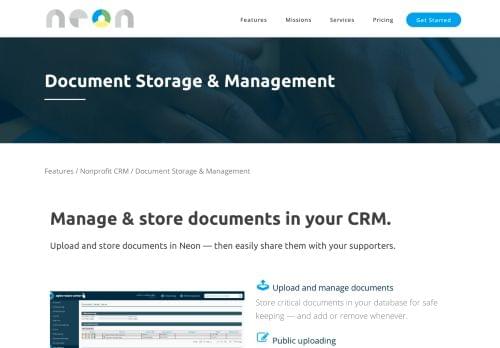 neon
Features Missions Services Pricing Get Started
Document Storage & Management
Features / Nonprofit CRM / Document Storage & Management
Manage & store documents in your CRM.
Upload and store documents in Neon — then easily share them with your supporters.
Upload and manage documents
Store critical documents in your database for safe
keeping — and add or remove whenever.
Public uploading